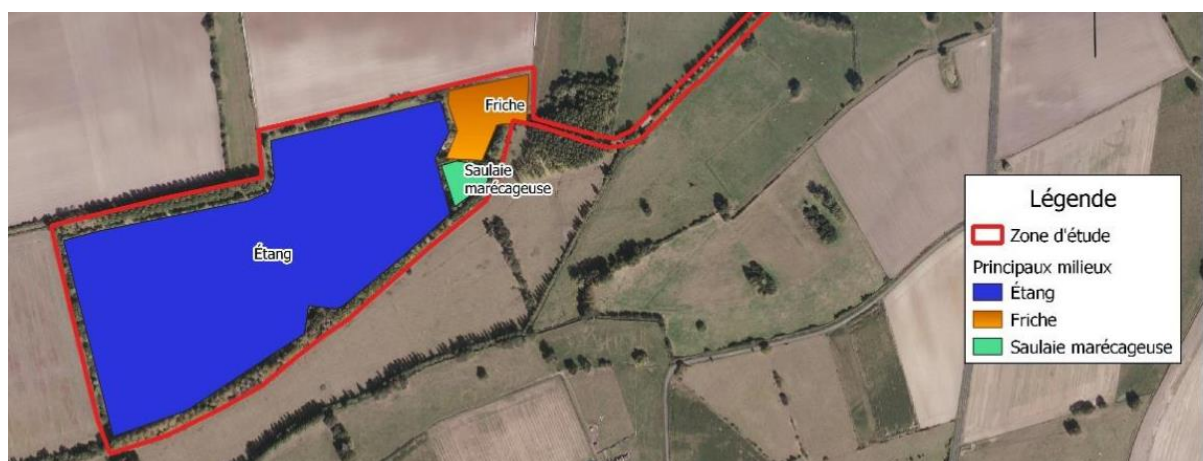 Friche
Saulaie
marécageuse
Étang
Légende
Zone d'étude
Principaux milieux
Étang
Friche
Saulaie marécageuse